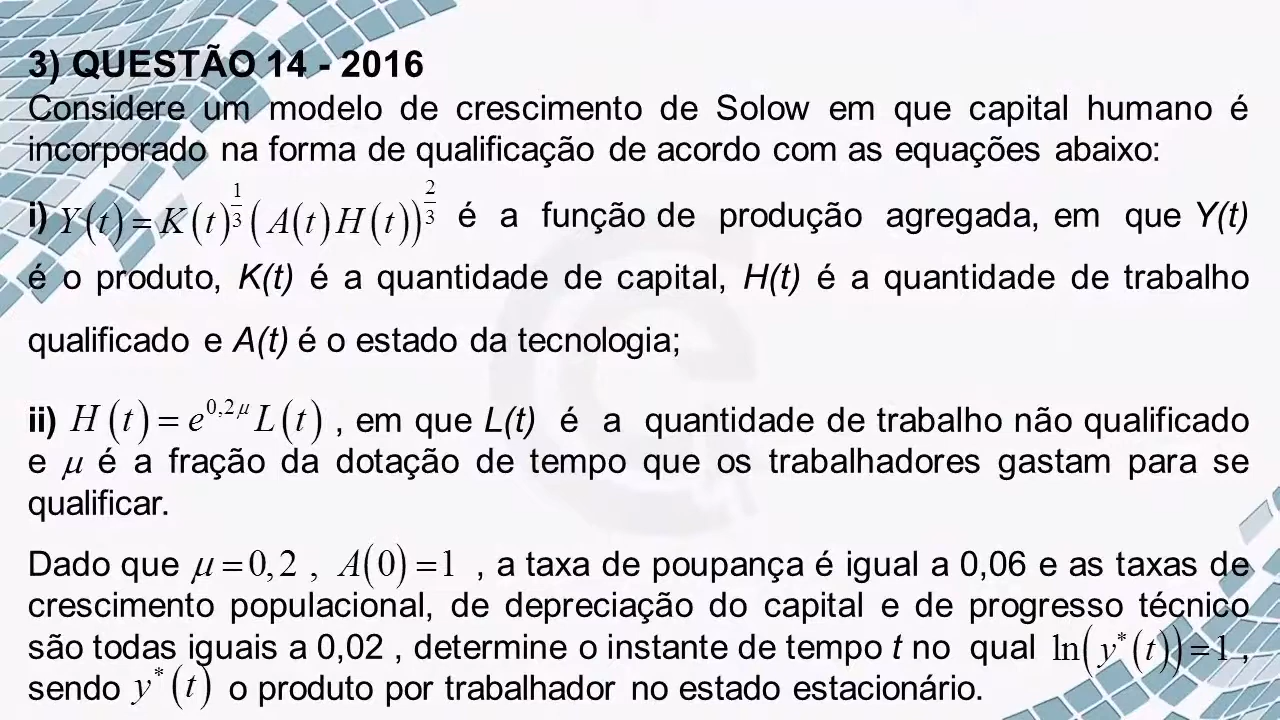 3) QUESTÃO 14 - 2016
Considere um modelo de crescimento de Solow em que capital humano é
incorporado na forma de qualificação de acordo com as equações abaixo:
i) Y(t)=K(t)^{1/3}(A(t)H(t))^{2/3} é a função de produção agregada, em que Y(t)
é o produto, K(t) é a quantidade de capital, H(t) é a quantidade de trabalho
qualificado e A(t) é o estado da tecnologia;
ii) H(t)=e^{0,2μ}L(t) , em que L(t) é a quantidade de trabalho não qualificado
e μ é a fração da dotação de tempo que os trabalhadores gastam para se
qualificar.
Dado que μ=0,2 , A(0)=1 , a taxa de poupança é igual a 0,06 e as taxas de
crescimento populacional, de depreciação do capital e de progresso técnico
são todas iguais a 0,02 , determine o instante de tempo t no qual ln(y*(t))=1 ,
sendo y*(t) o produto por trabalhador no estado estacionário.